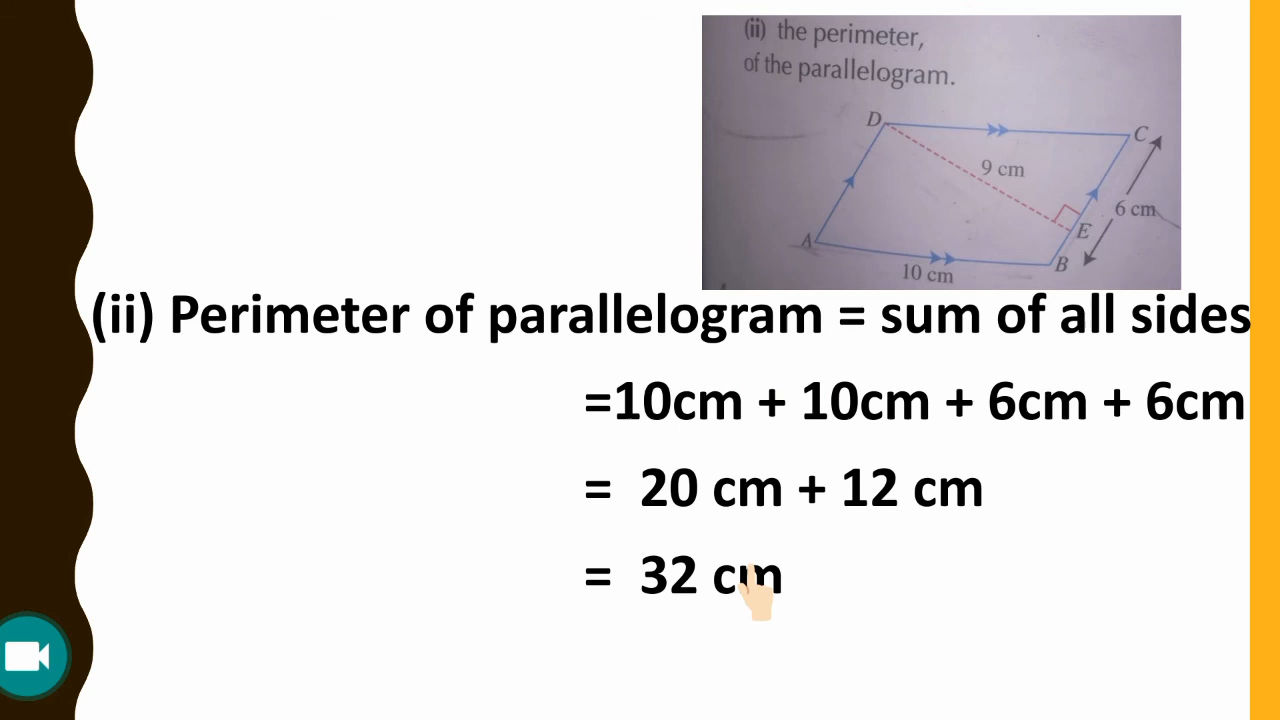 (ii) the perimeter,
of the parallelogram.
D
C
9 cm
6 cm
E
A
B
10 cm
(ii) Perimeter of parallelogram = sum of all sides
=10cm + 10cm + 6cm + 6cm
= 20 cm + 12 cm
= 32 cm